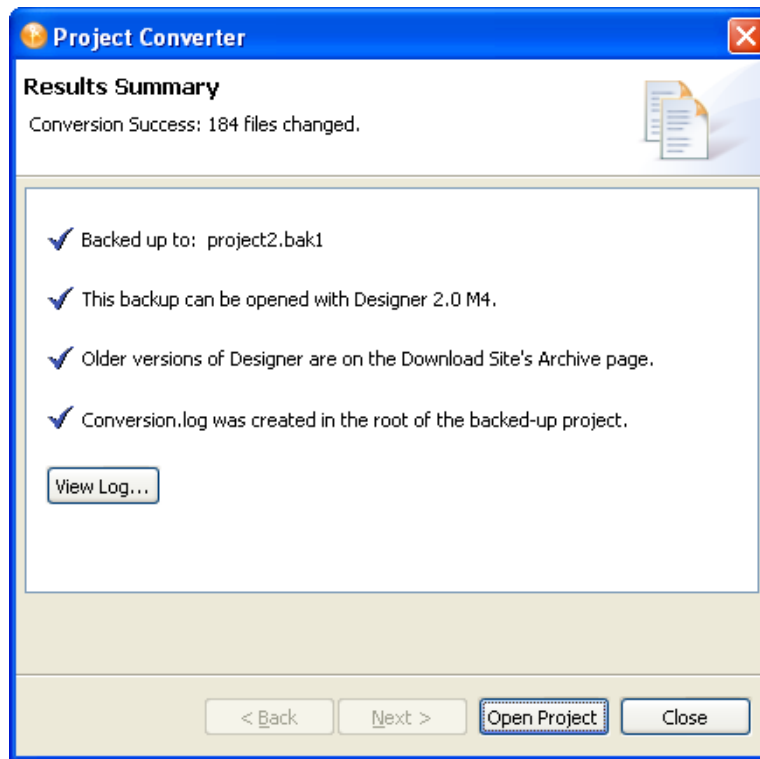 Project Converter
Results Summary
Conversion Success: 184 files changed.
Backed up to:  project2.bak1
This backup can be opened with Designer 2.0 M4.
Older versions of Designer are on the Download Site's Archive page.
Conversion.log was created in the root of the backed-up project.
View Log...
< Back Next > Open Project Close